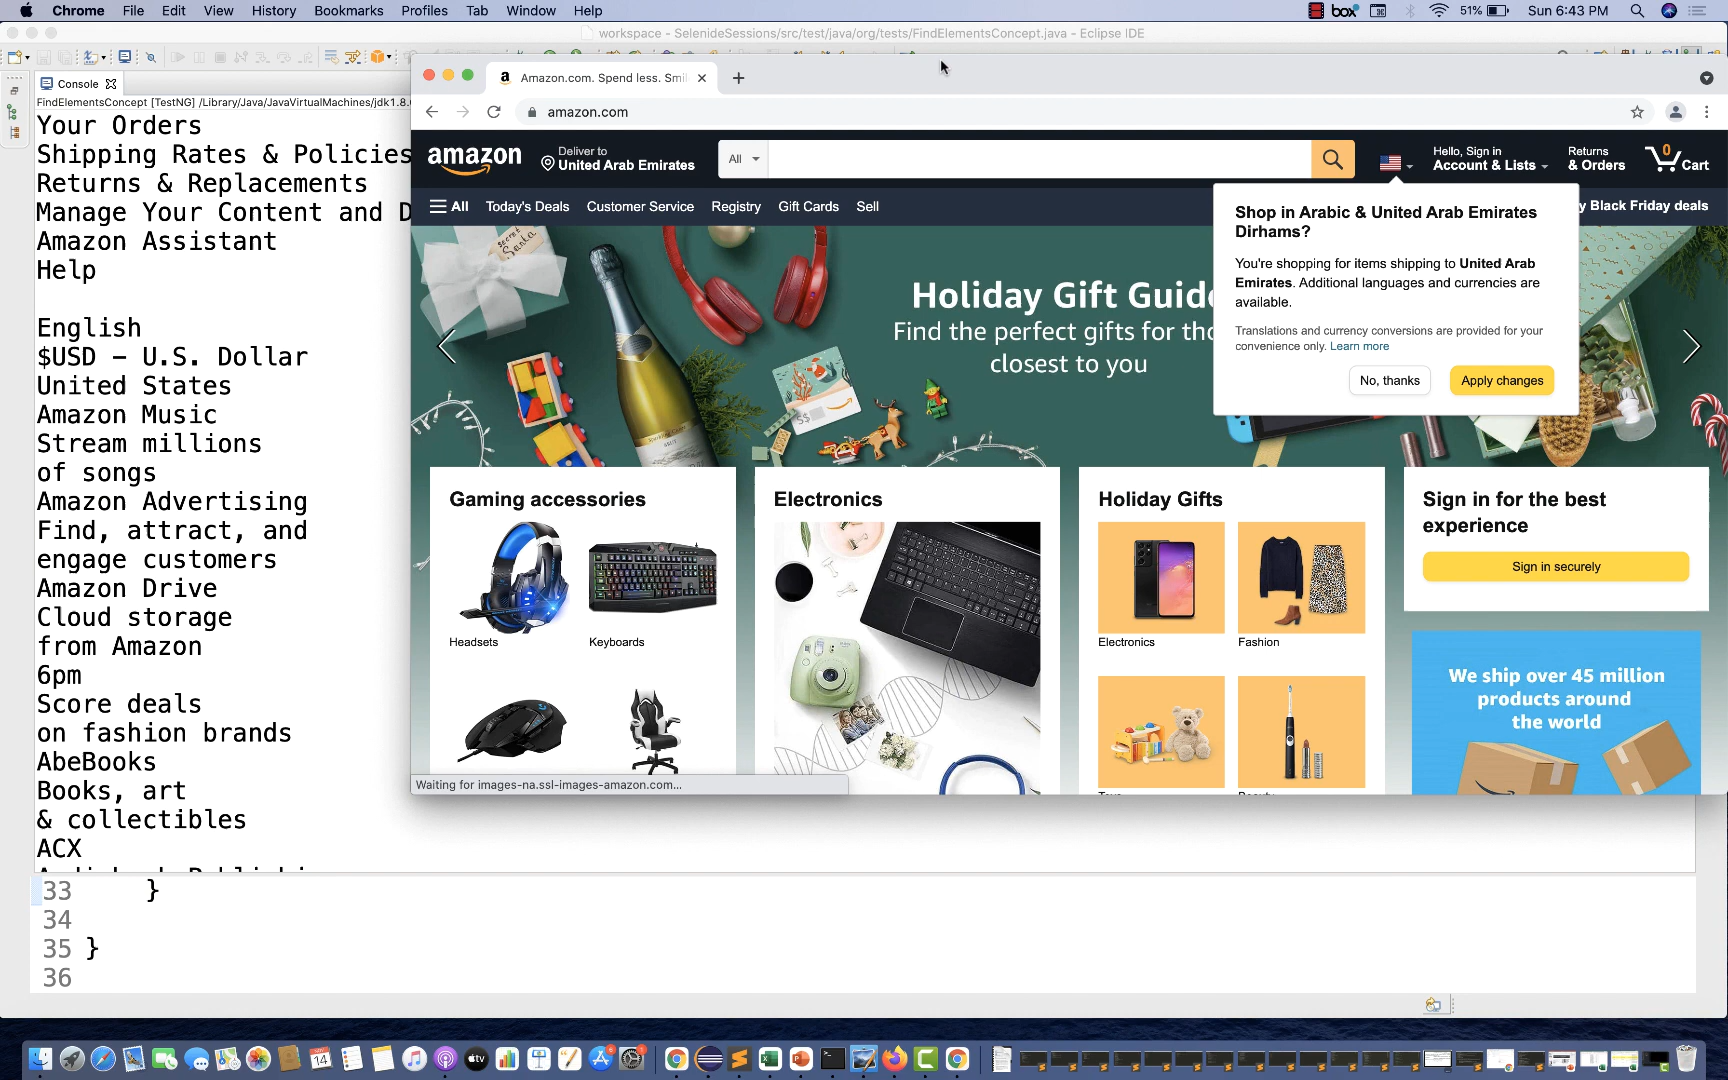 Chrome File Edit View History Bookmarks Profiles Tab Window Help
box 51% Sun 6:43 PM
workspace - SelenideSessions/src/test/java/org/tests/FindElementsConcept.java - Eclipse IDE
Console
FindElementsConcept [TestNG] /Library/Java/JavaVirtualMachines/jdk1.8.
Your Orders
Shipping Rates & Policies
Returns & Replacements
Manage Your Content and D
Amazon Assistant
Help
English
$USD - U.S. Dollar
United States
Amazon Music
Stream millions
of songs
Amazon Advertising
Find, attract, and
engage customers
Amazon Drive
Cloud storage
from Amazon
6pm
Score deals
on fashion brands
AbeBooks
Books, art
& collectibles
ACX
33 }
34
35 }
36
Amazon.com. Spend less. Smi
amazon.com
amazon
Deliver to
United Arab Emirates
All
Hello, Sign in
Account & Lists
Returns
& Orders
0
Cart
All Today's Deals Customer Service Registry Gift Cards Sell
y Black Friday deals
Shop in Arabic & United Arab Emirates
Dirhams?
You're shopping for items shipping to United Arab
Emirates. Additional languages and currencies are
available.
Translations and currency conversions are provided for your
convenience only. Learn more
No, thanks
Apply changes
Secret
Santa
Holiday Gift Guide
Find the perfect gifts for tho
closest to you
Gaming accessories
Headsets
Keyboards
Electronics
Holiday Gifts
Electronics
Fashion
Sign in for the best
experience
Sign in securely
We ship over 45 million
products around
the world
Waiting for images-na.ssl-images-amazon.com...